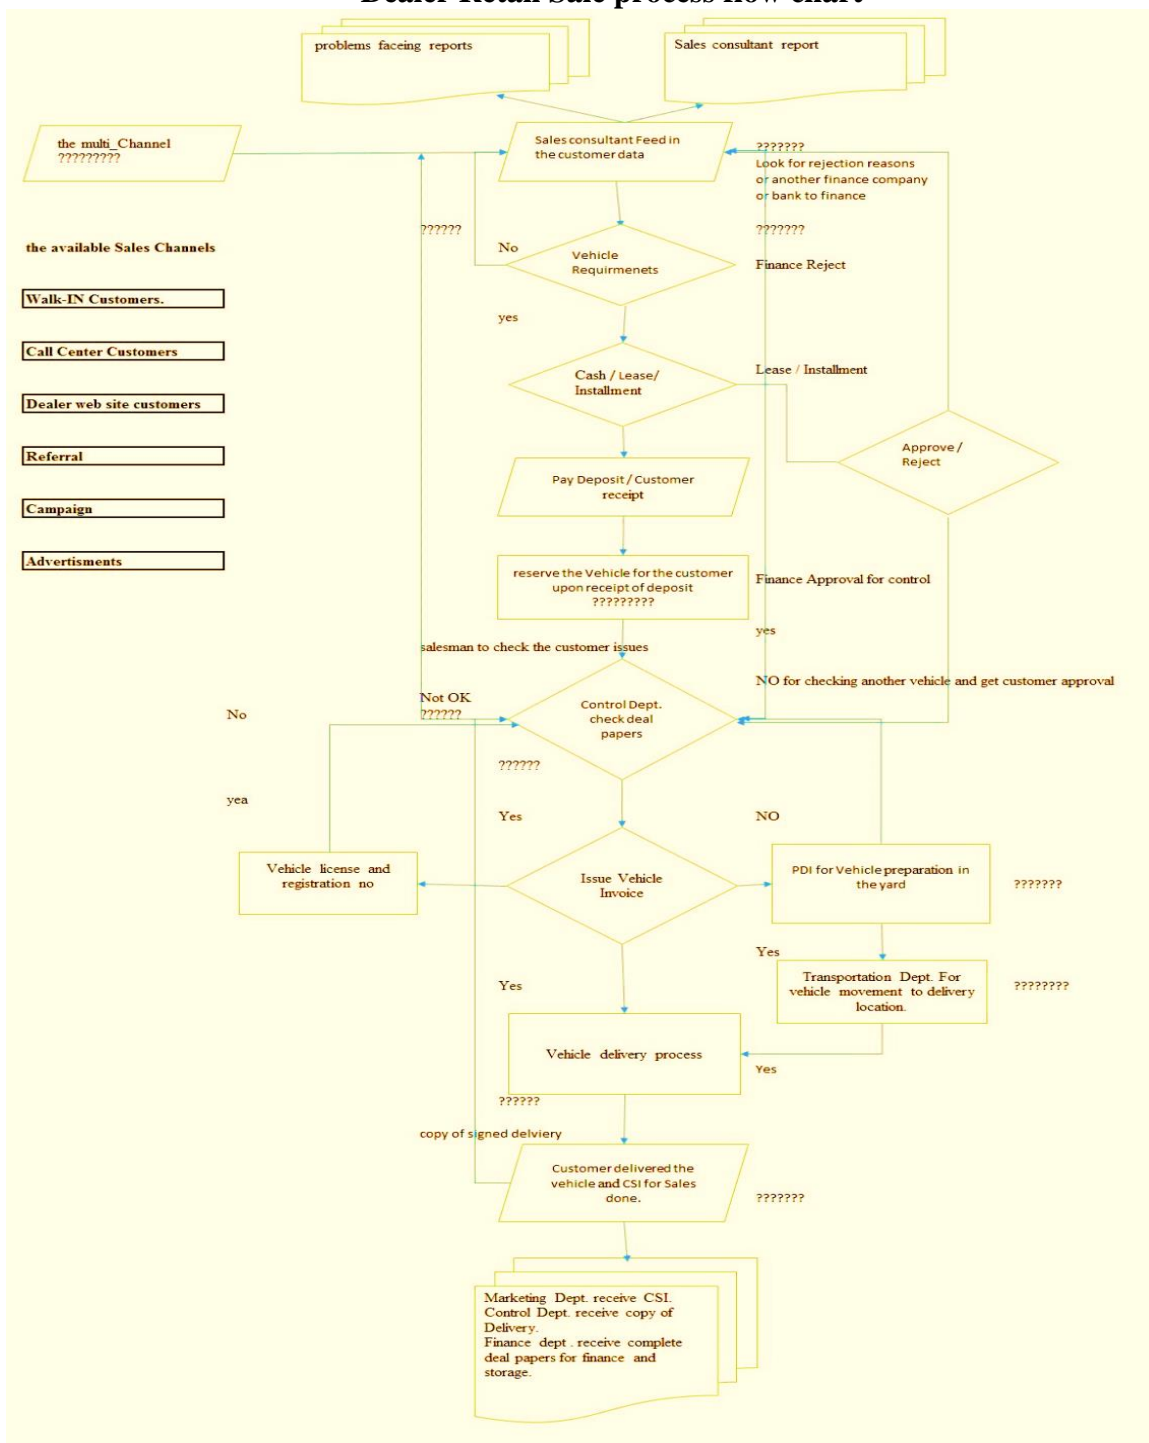 Dealer Retail Sale process flow chart
problems faceing reports
Sales consultant report
the multi_Channel
?????????
Sales consultant Feed in
the customer data
???????
Look for rejection reasons
or another finance company
or bank to finance
??????
???????
the available Sales Channels
No
Vehicle
Requirmenets
Finance Reject
Walk-IN Customers.
yes
Call Center Customers
Cash / Lease/
Installment
Lease / Installment
Dealer web site customers
Referral
Approve /
Reject
Pay Deposit / Customer
receipt
Campaign
Advertisments
reserve the Vehicle for the customer
upon receipt of deposit
?????????
Finance Approval for control
yes
salesman to check the customer issues
NO for checking another vehicle and get customer approval
Not OK
??????
No
Control Dept.
check deal
papers
??????
yea
Yes
NO
Vehicle license and
registration no
Issue Vehicle
Invoice
PDI for Vehicle preparation in
the yard
???????
Yes
Transportation Dept. For
vehicle movement to delivery
location.
????????
Yes
Vehicle delivery process
Yes
??????
copy of signed delviery
Customer delivered the
vehicle and CSI for Sales
done.
???????
Marketing Dept. receive CSI.
Control Dept. receive copy of
Delivery.
Finance dept . receive complete
deal papers for finance and
storage.